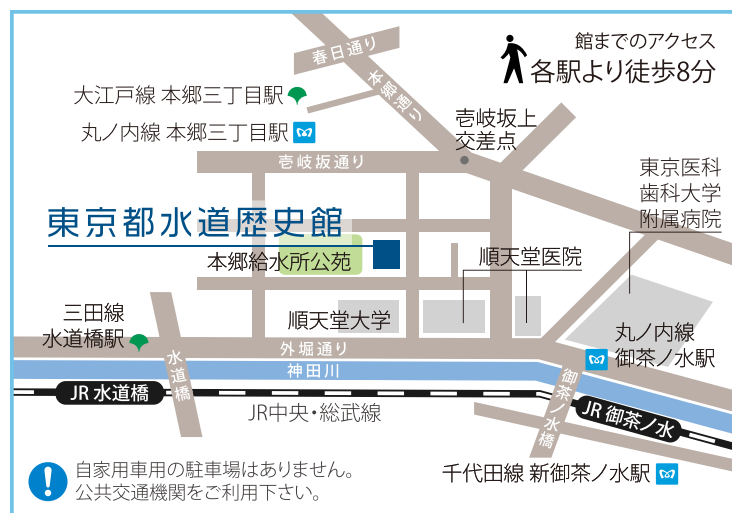 春日通り
本郷通り
館までのアクセス
各駅より徒歩8分
大江戸線 本郷三丁目駅
丸ノ内線 本郷三丁目駅
壱岐坂上
交差点
壱岐坂通り
東京医科
歯科大学
附属病院
東京都水道歴史館
本郷給水所公苑
順天堂医院
三田線
水道橋駅
順天堂大学
外堀通り
丸ノ内線
御茶ノ水駅
水道橋
神田川
御茶ノ水橋
JR 水道橋
JR中央・総武線
JR 御茶ノ水
千代田線 新御茶ノ水駅
自家用車用の駐車場はありません。
公共交通機関をご利用下さい。